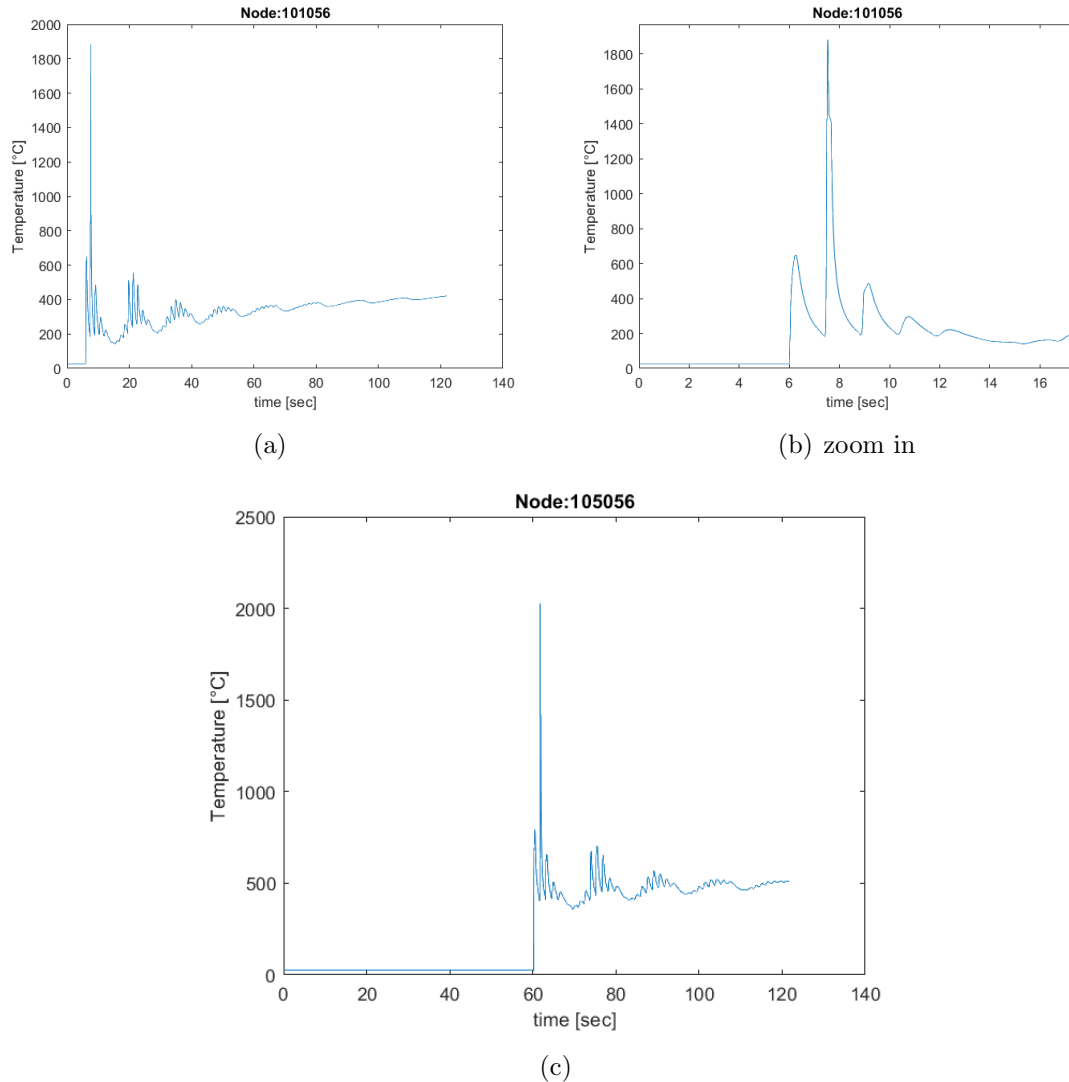 Node:101056
Temperature [°C]
2000
1800
1600
1400
1200
1000
800
600
400
200
0
0 20 40 60 80 100 120 140
time [sec]
(a)
Node:101056
Temperature [°C]
1800
1600
1400
1200
1000
800
600
400
200
0
0 2 4 6 8 10 12 14 16
time [sec]
(b) zoom in
Node:105056
Temperature [°C]
2500
2000
1500
1000
500
0
0 20 40 60 80 100 120 140
time [sec]
(c)